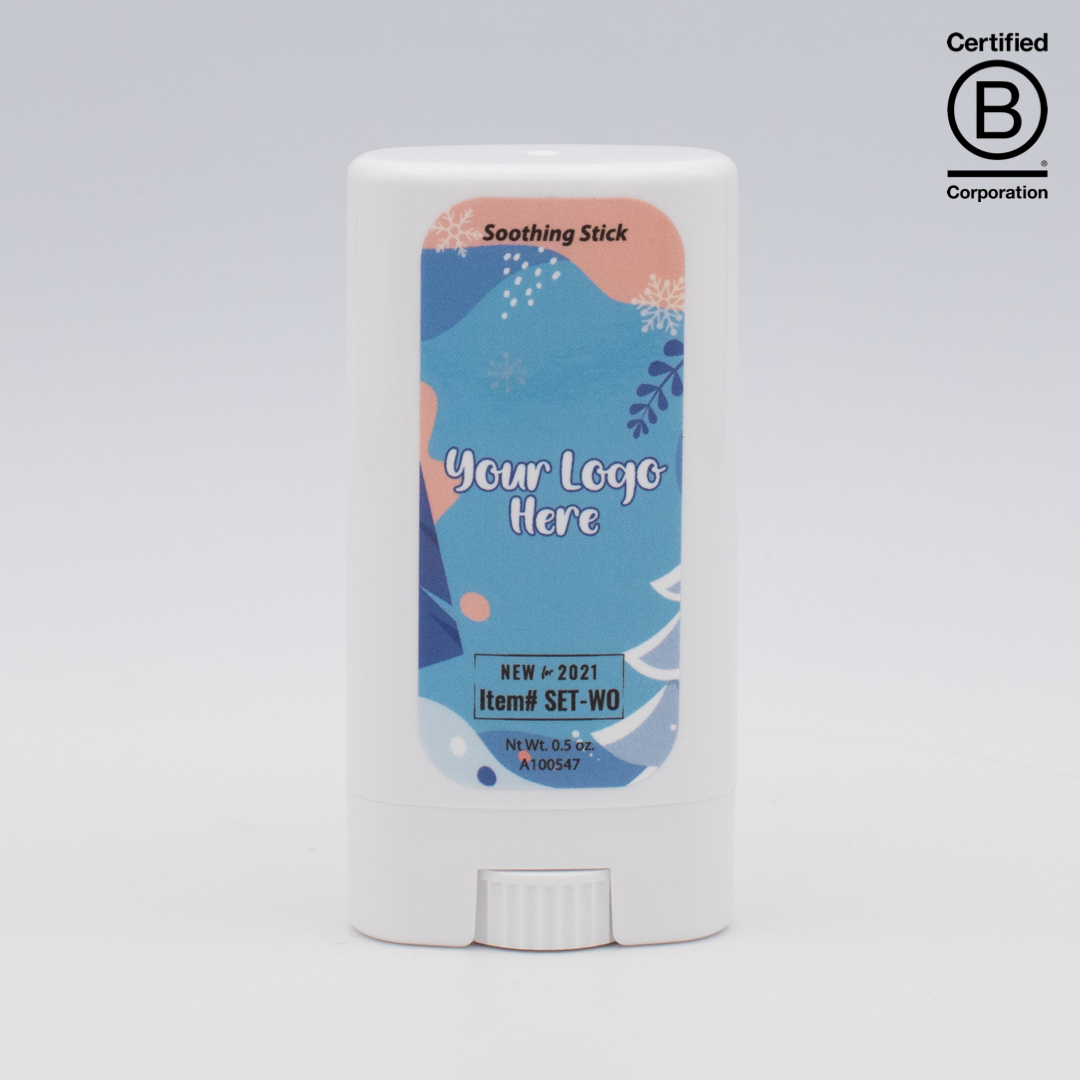 Certified
B
®
Corporation
Soothing Stick
Your Logo
Here
NEW for 2021
Item# SET-WO
Nt Wt. 0.5 oz.
A100547